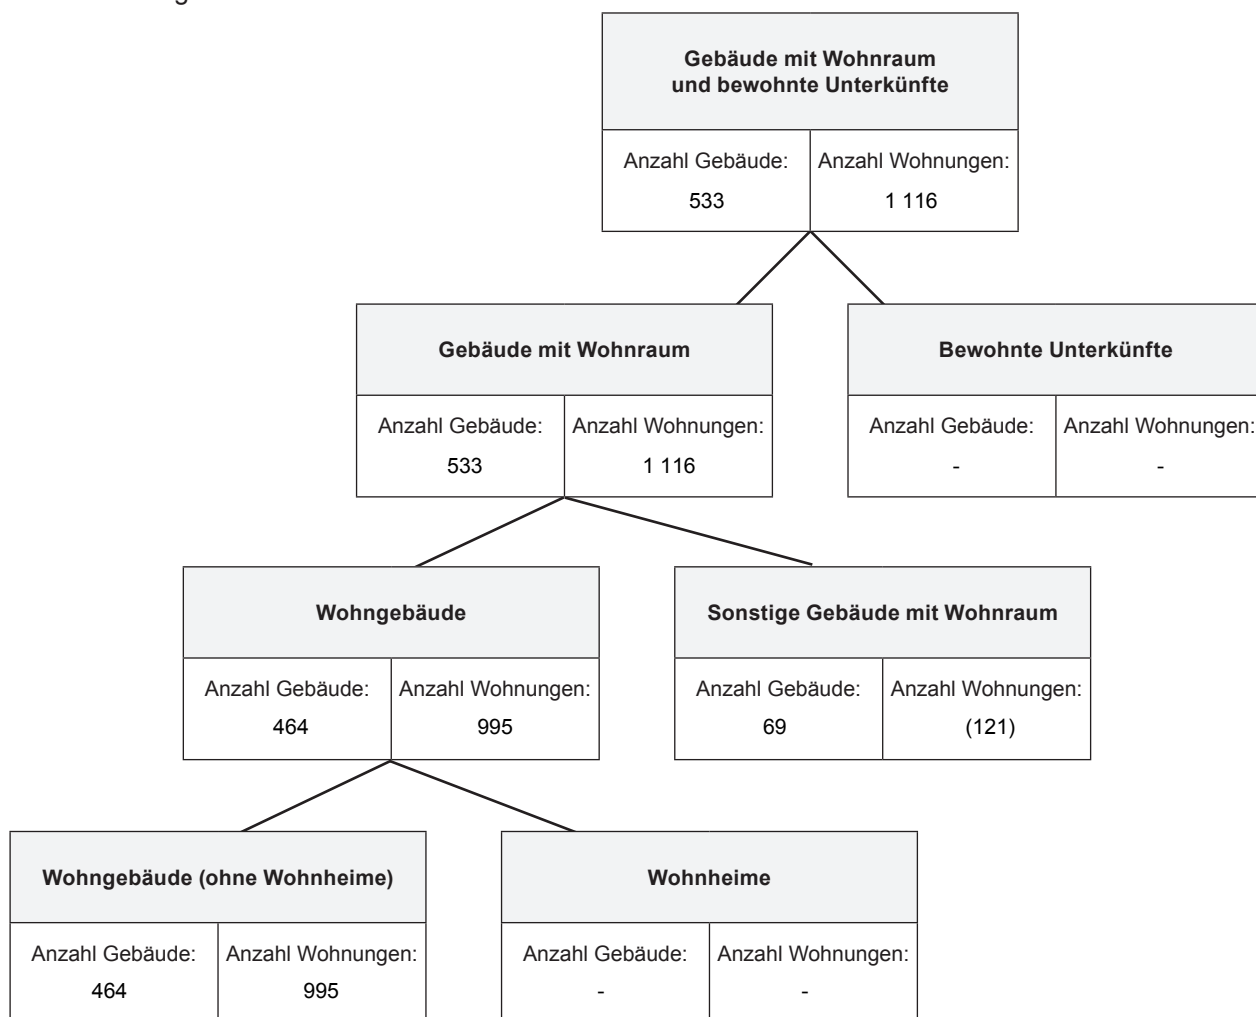 Gebäude mit Wohnraum
und bewohnte Unterkünfte
Anzahl Gebäude: Anzahl Wohnungen:
533 1 116
Gebäude mit Wohnraum Bewohnte Unterkünfte
Anzahl Gebäude: Anzahl Wohnungen: Anzahl Gebäude: Anzahl Wohnungen:
533 1 116 - -
Wohngebäude Sonstige Gebäude mit Wohnraum
Anzahl Gebäude: Anzahl Wohnungen: Anzahl Gebäude: Anzahl Wohnungen:
464 995 69 (121)
Wohngebäude (ohne Wohnheime) Wohnheime
Anzahl Gebäude: Anzahl Wohnungen: Anzahl Gebäude: Anzahl Wohnungen:
464 995 - -